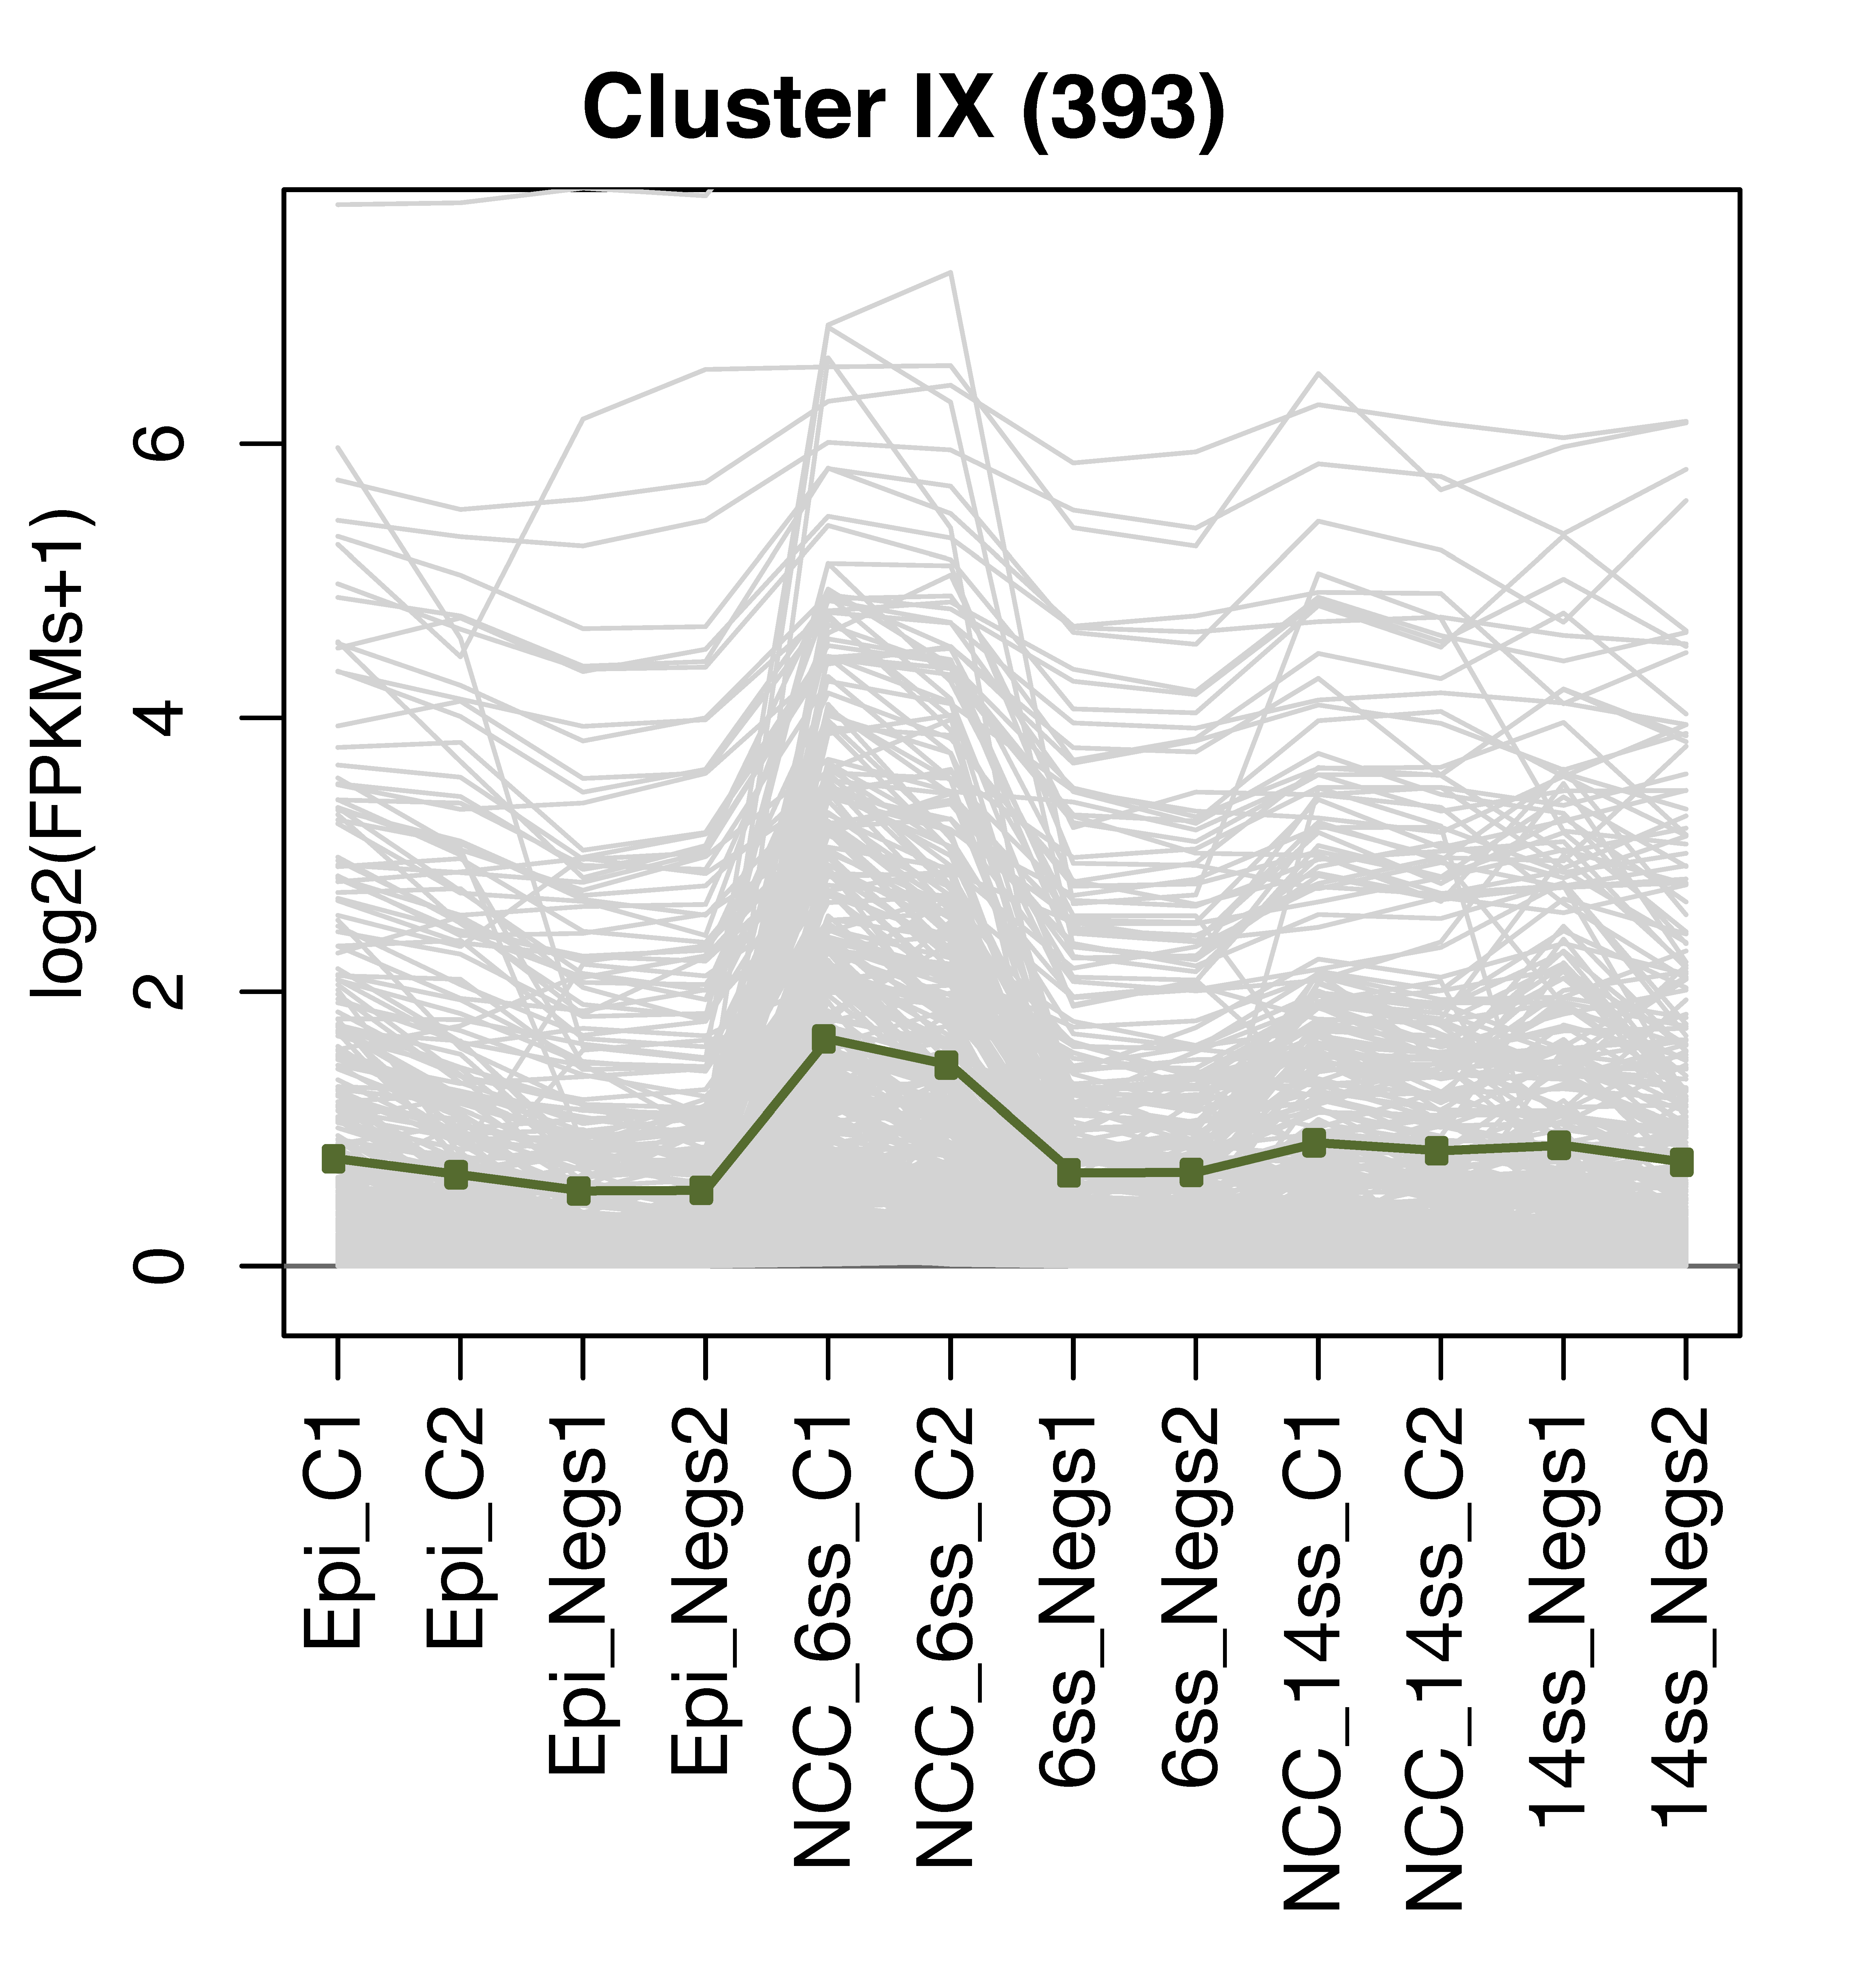 Cluster IX (393)
log2(FPKMs+1)
6
4
2
0
Epi_C1
Epi_C2
Epi_Negs1
Epi_Negs2
NCC_6ss_C1
NCC_6ss_C2
6ss_Negs1
6ss_Negs2
NCC_14ss_C1
NCC_14ss_C2
14ss_Negs1
14ss_Negs2